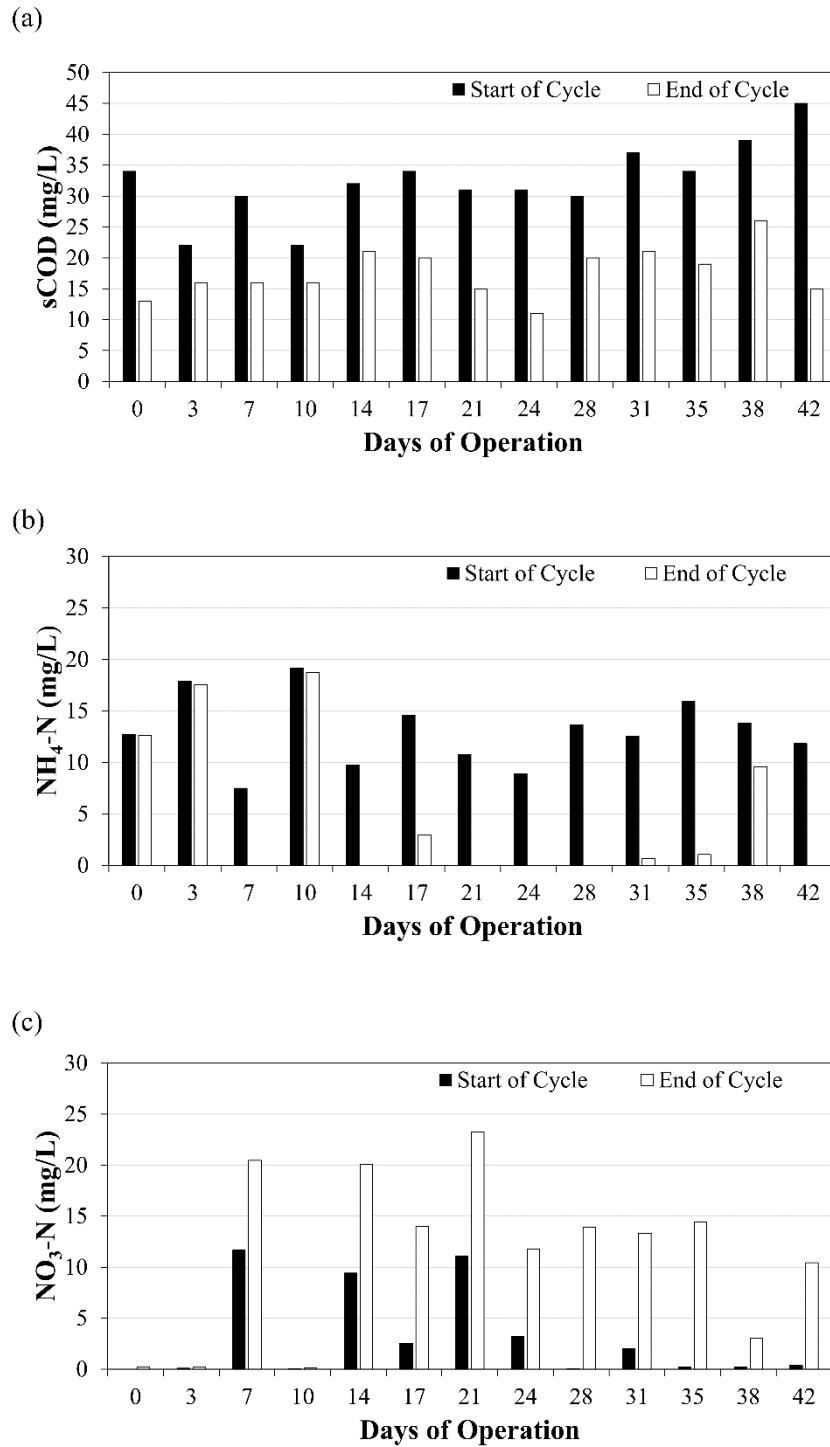 (a)
50
45
40
35
30
25
20
15
10
5
0
sCOD (mg/L)
Start of Cycle End of Cycle
0 3 7 10 14 17 21 24 28 31 35 38 42
Days of Operation
(b)
30
25
20
15
10
5
0
NH₄-N (mg/L)
Start of Cycle End of Cycle
0 3 7 10 14 17 21 24 28 31 35 38 42
Days of Operation
(c)
30
25
20
15
10
5
0
NO₃-N (mg/L)
Start of Cycle End of Cycle
0 3 7 10 14 17 21 24 28 31 35 38 42
Days of Operation